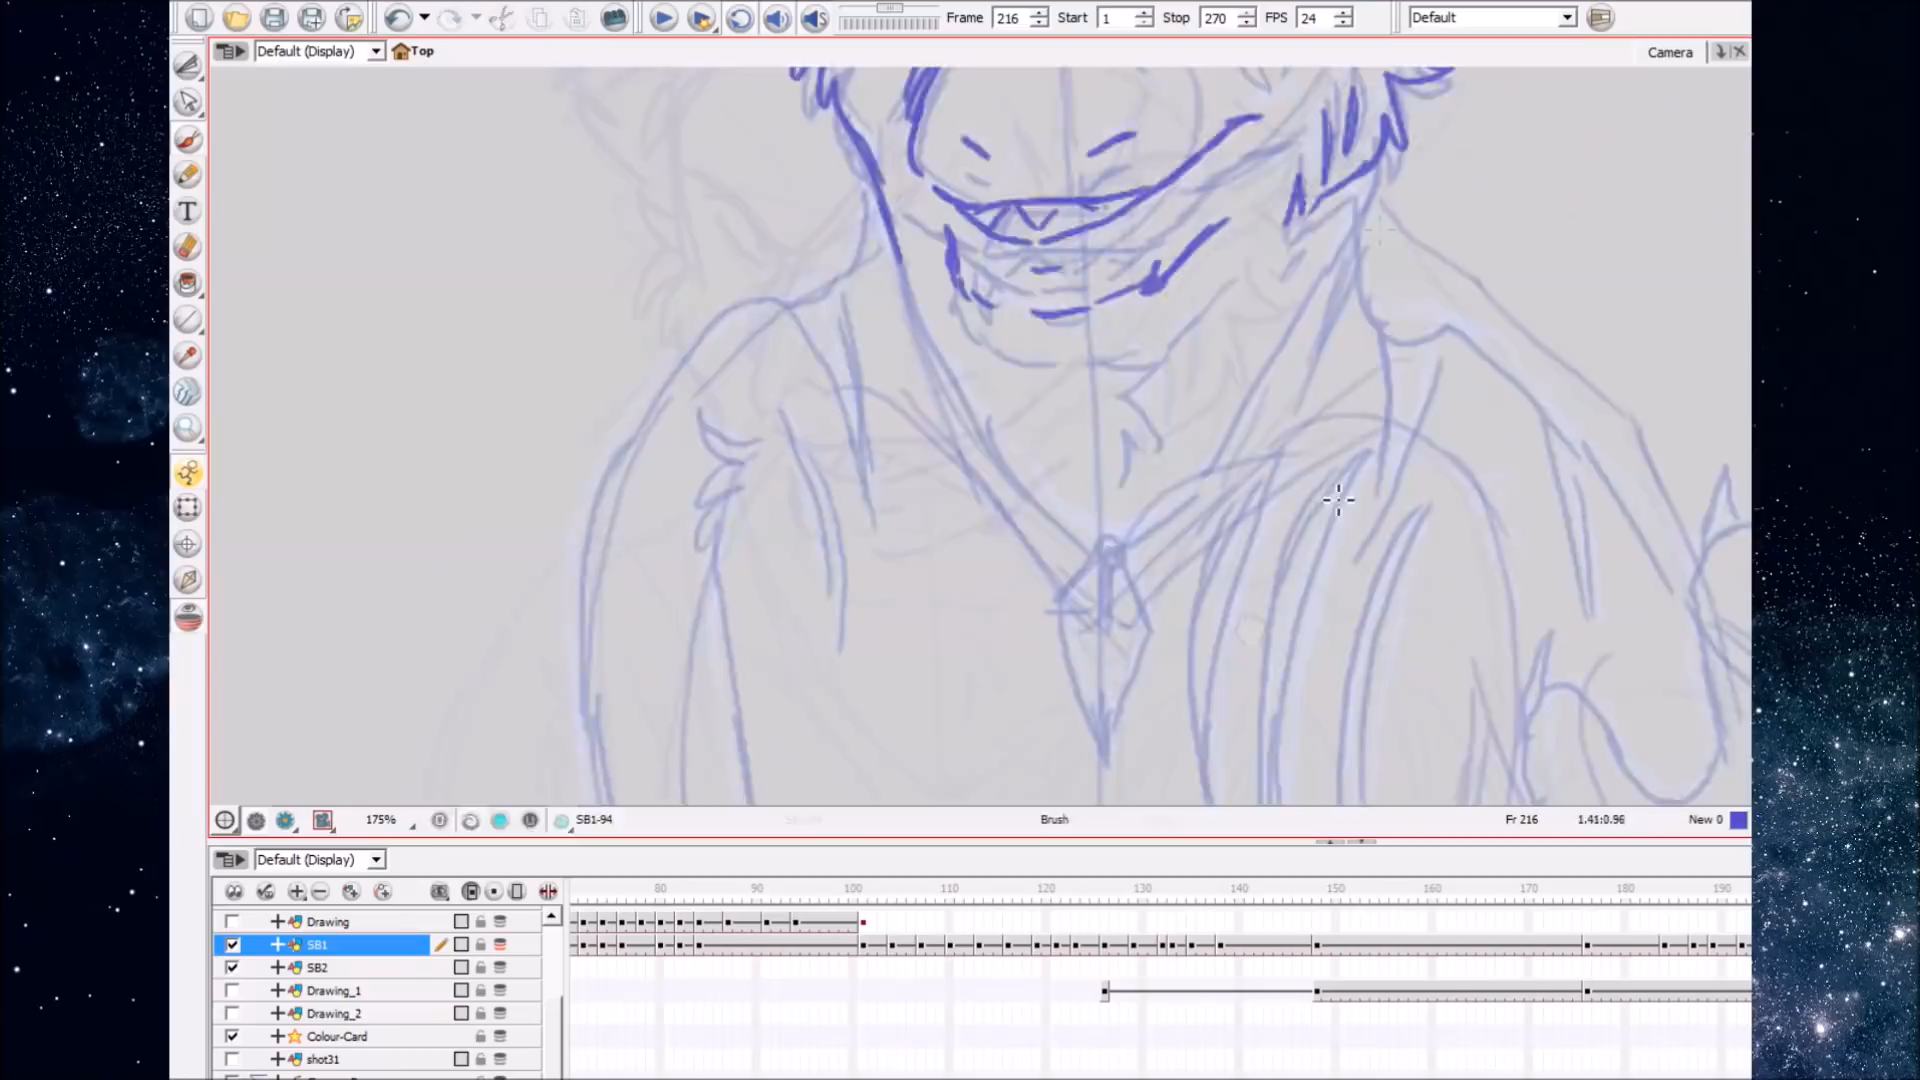 Frame 216 Start 1 Stop 270 FPS 24 Default
Default (Display) Top Camera
T
175% SB1-94 Brush Fr 216 1.41:0.96 New 0
Default (Display)
80 90 100 110 120 130 140 150 160 170 180 190
Drawing
SB1
SB2
Drawing_1
Drawing_2
Colour-Card
shot31